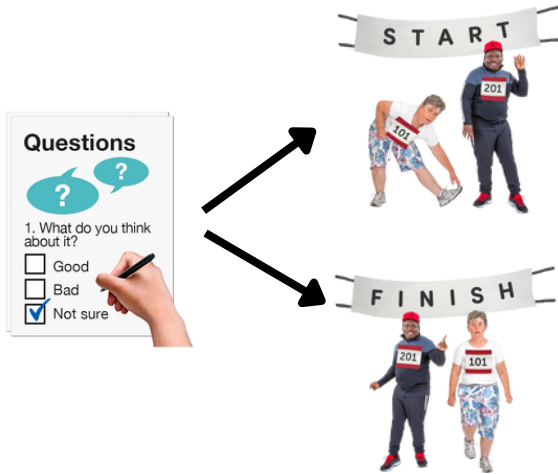 Questions
? ?
1. What do you think
about it?
Good
Bad
Not sure
START
101
201
FINISH
201
101